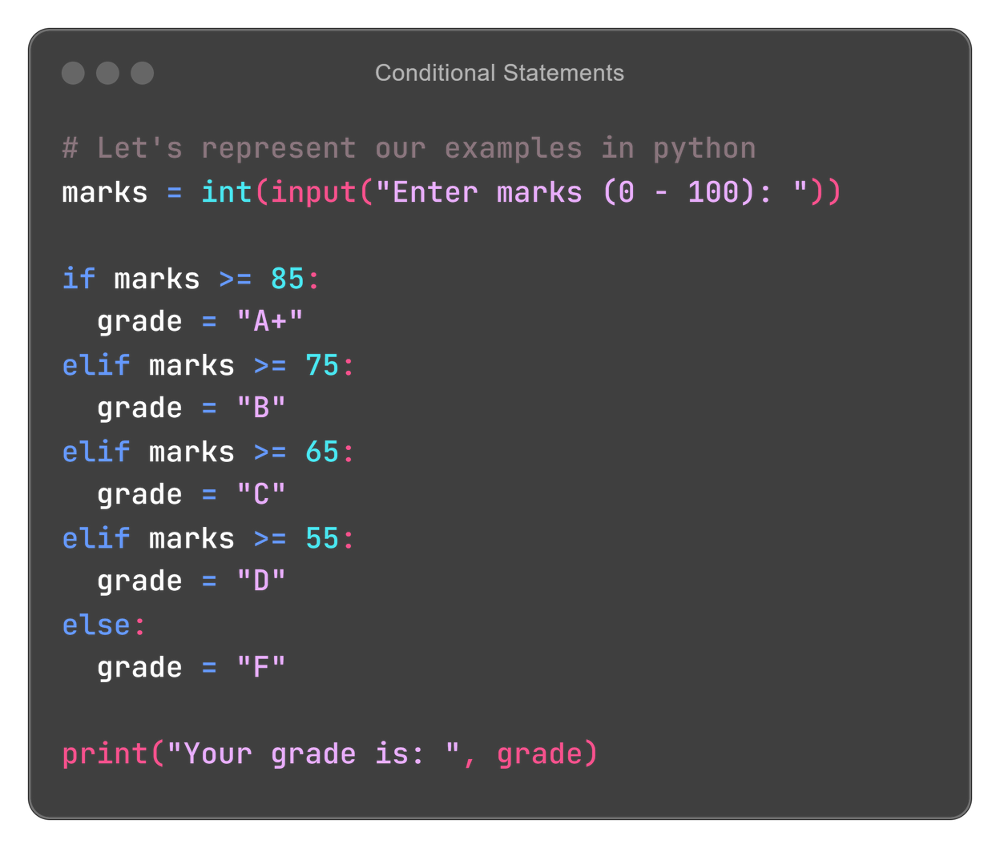 Conditional Statements
# Let's represent our examples in python
marks = int(input("Enter marks (0 - 100): "))
if marks >= 85:
  grade = "A+"
elif marks >= 75:
  grade = "B"
elif marks >= 65:
  grade = "C"
elif marks >= 55:
  grade = "D"
else:
  grade = "F"
print("Your grade is: ", grade)